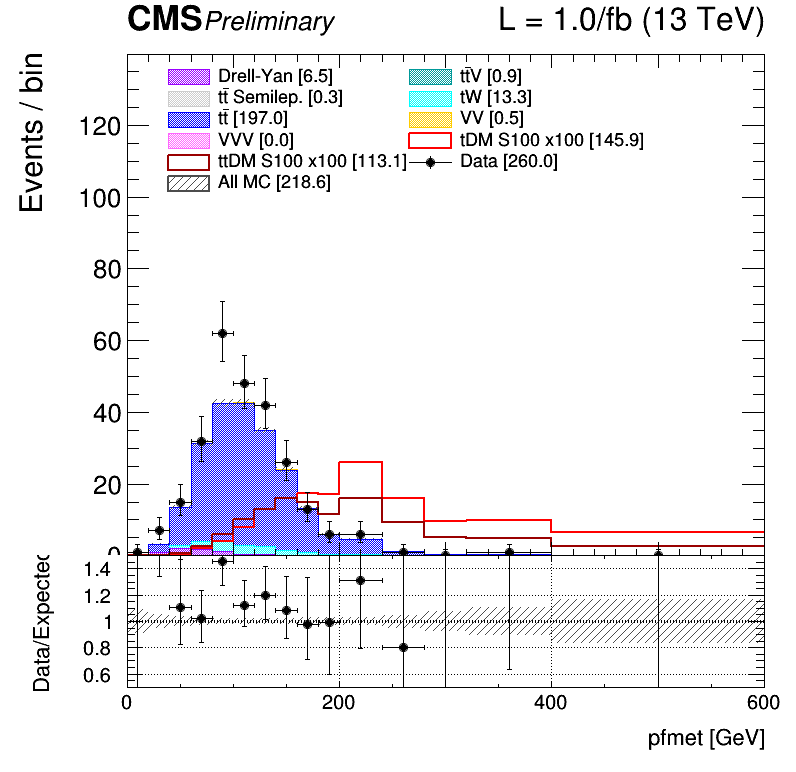 CMS Preliminary L = 1.0/fb (13 TeV)
Events / bin
Drell-Yan [6.5] tt̄V [0.9]
tt̄ Semilep. [0.3] tW [13.3]
tt̄ [197.0] VV [0.5]
VVV [0.0] tDM S100 x100 [145.9]
ttDM S100 x100 [113.1] Data [260.0]
All MC [218.6]
120
100
80
60
40
20
0
Data/Expected
1.4
1.2
1
0.8
0.6
0 200 400 600
pfmet [GeV]